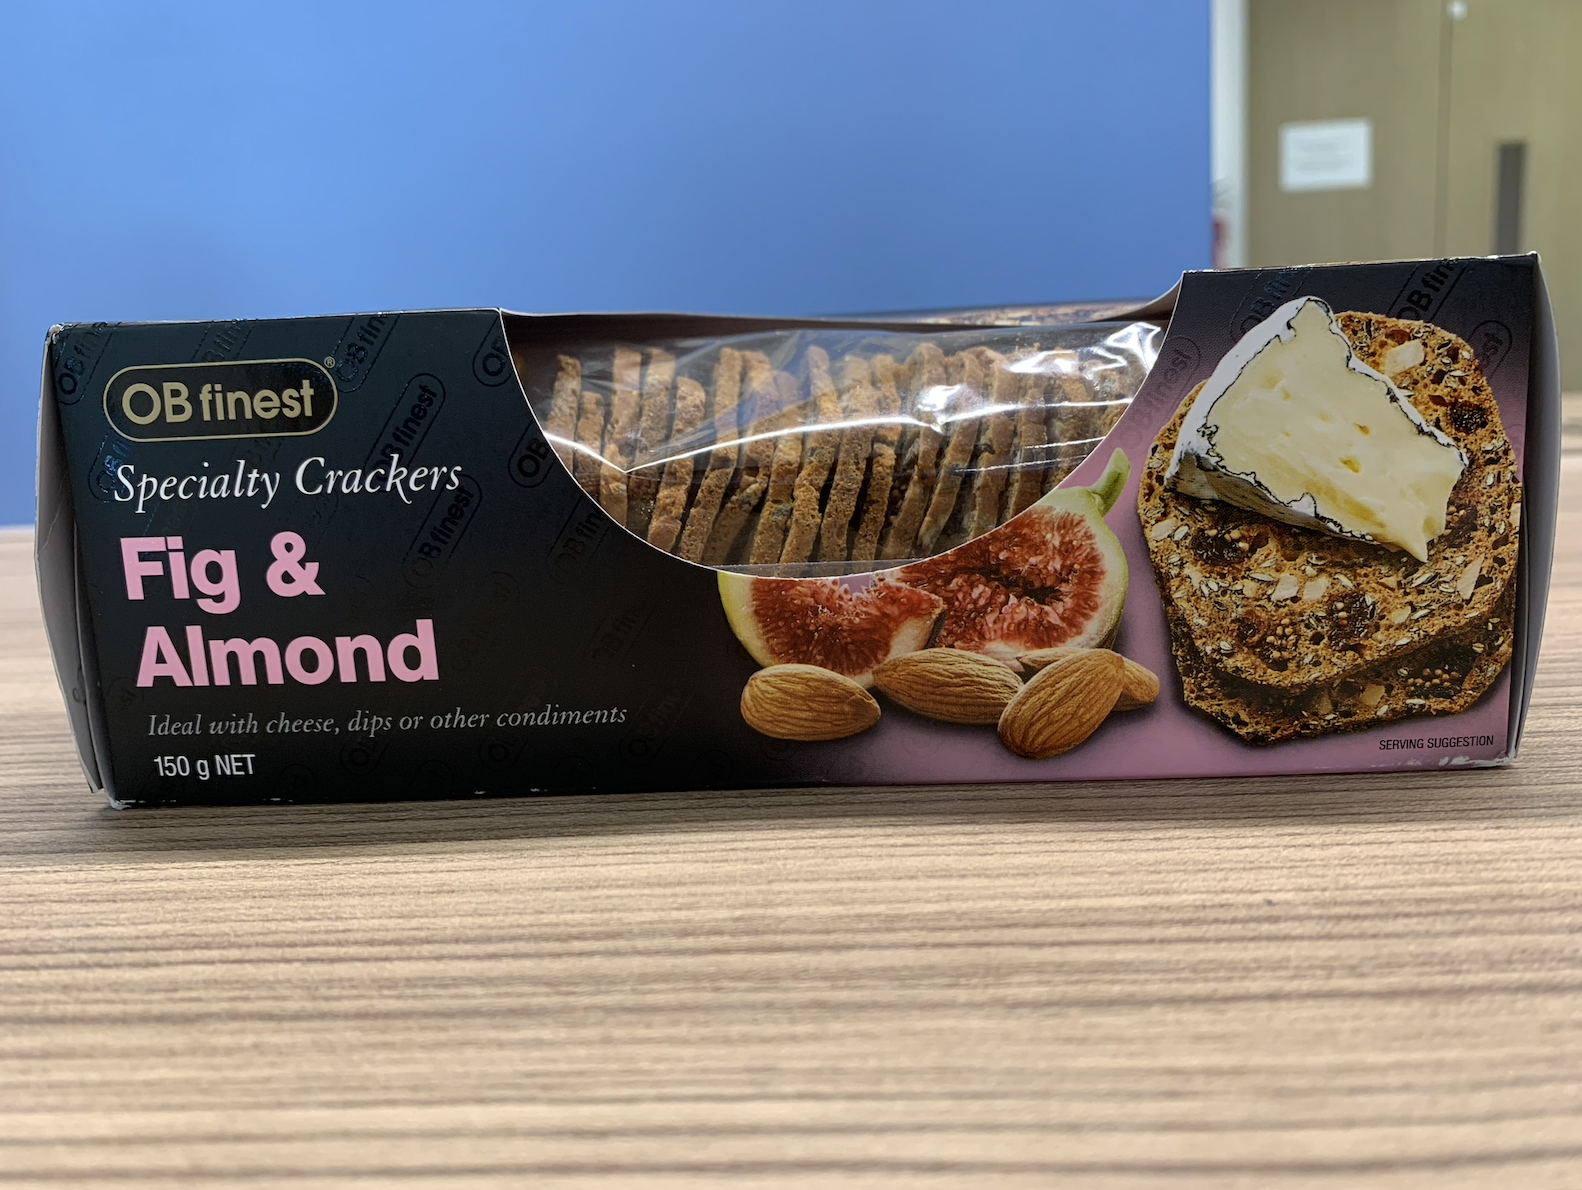 OB finest®
Specialty Crackers
Fig &
Almond
Ideal with cheese, dips or other condiments
150 g NET
SERVING SUGGESTION